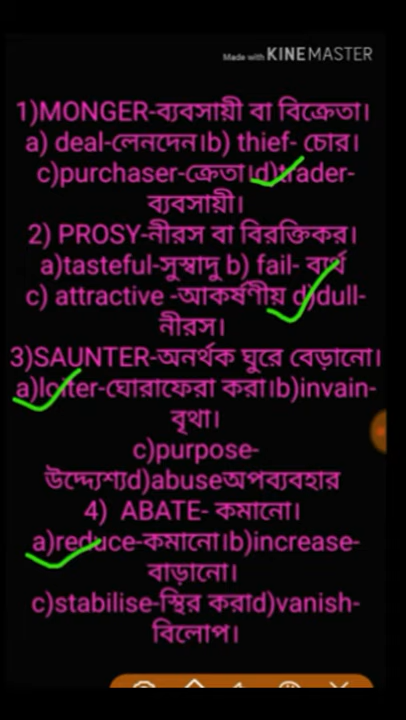 Made with KINEMASTER
1)MONGER-ব্যবসায়ী বা বিক্রেতা।
a) deal-লেনদেন।b) thief- চোর।
c)purchaser-ক্রেতা।d)trader-
ব্যবসায়ী।
2) PROSY-নীরস বা বিরক্তিকর।
a)tasteful-সুস্বাদু b) fail- ব্যর্থ
c) attractive -আকর্ষণীয় d)dull-
নীরস।
3)SAUNTER-অনর্থক ঘুরে বেড়ানো।
a)loiter-ঘোরাফেরা করা।b)invain-
বৃথা।
c)purpose-
উদ্দ্যেশ্যd)abuseঅপব্যবহার
4) ABATE- কমানো।
a)reduce-কমানো।b)increase-
বাড়ানো।
c)stabilise-স্থির করাd)vanish-
বিলোপ।